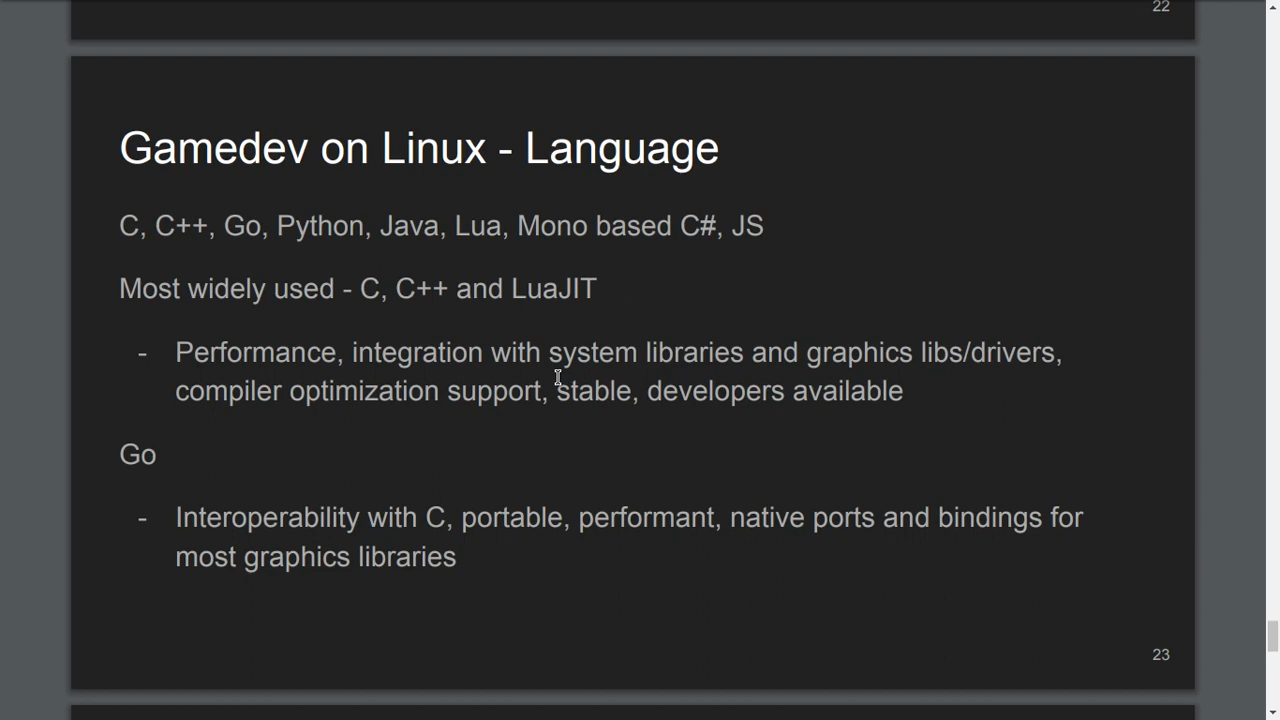 22
Gamedev on Linux - Language
C, C++, Go, Python, Java, Lua, Mono based C#, JS
Most widely used - C, C++ and LuaJIT
- Performance, integration with system libraries and graphics libs/drivers,
compiler optimization support, stable, developers available
Go
- Interoperability with C, portable, performant, native ports and bindings for
most graphics libraries
23